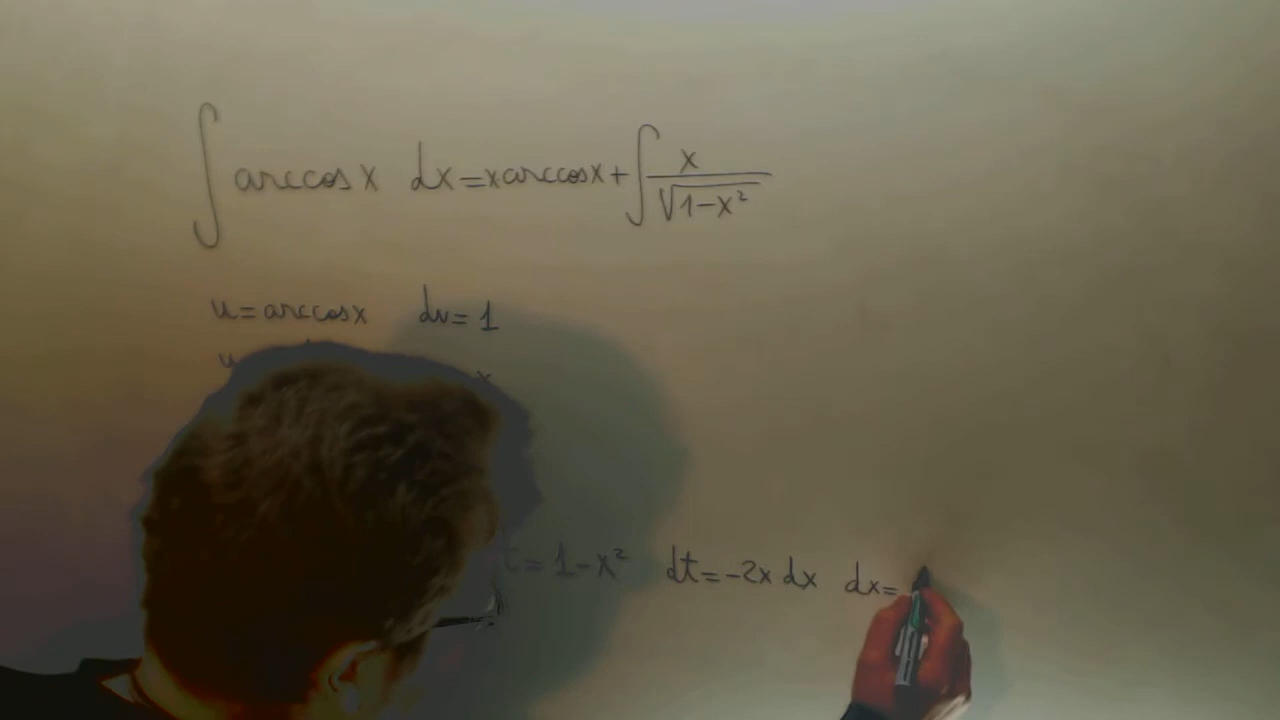 ∫ arccos x dx = x arccos x + ∫ x / √(1-x²)
u = arccos x dv = 1
u x
t = 1-x² dt = -2x dx dx =